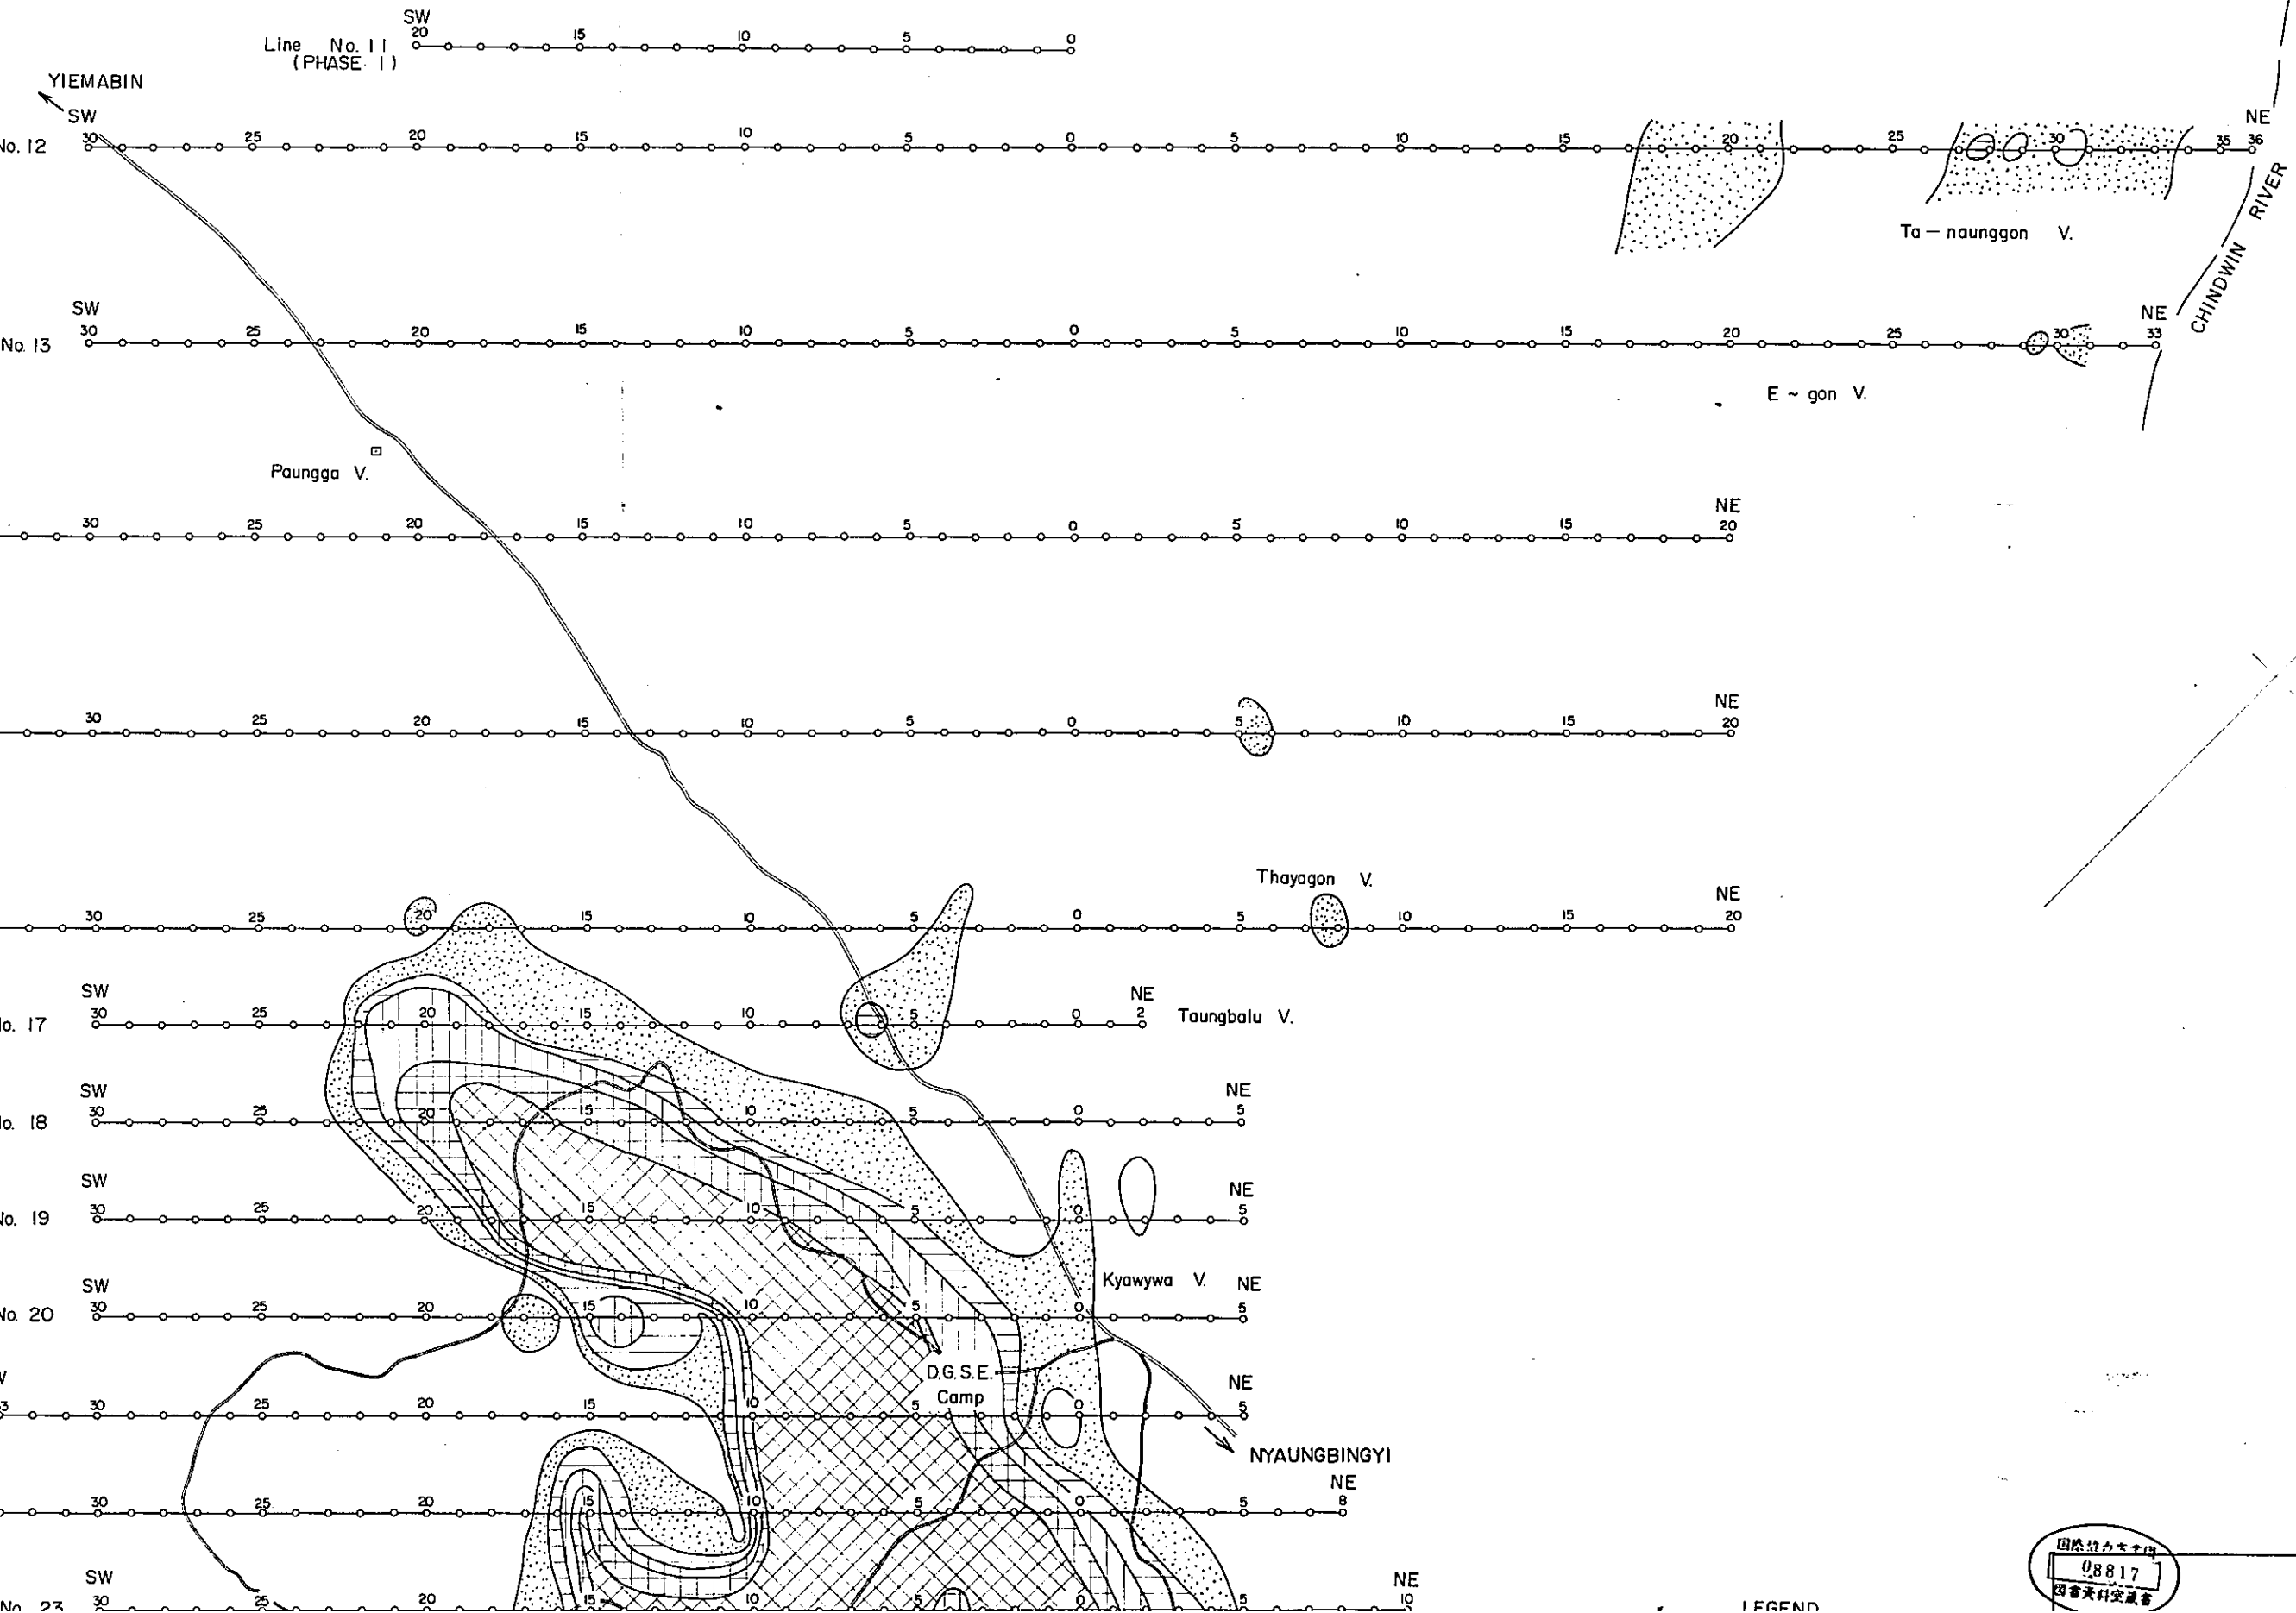 SW
Line No. 11 20 15 10 5 0
(PHASE 1)
YIEMABIN
SW NE
No. 12 30 25 20 15 10 5 0 5 10 15 20 25 30 35 36
CHINDWIN RIVER
Ta-naunggon V.
SW NE
No. 13 30 25 20 15 10 5 0 5 10 15 20 25 30 33
E~gon V.
Paungga V.
NE
30 25 20 15 10 5 0 5 10 15 20
NE
30 25 20 15 10 5 0 5 10 15 20
Thayagon V.
NE
30 25 20 15 10 5 0 5 10 15 20
SW NE
No. 17 30 25 20 15 10 5 0 2 Taungbalu V.
SW NE
No. 18 30 25 20 15 10 5 0 5
SW NE
No. 19 30 25 20 15 10 5 0 5
Kyawywa V.
SW NE
No. 20 30 25 20 15 10 5 0 5
D.G.S.E.
Camp
NE
30 25 20 15 10 5 0 5
NYAUNGBINGYI
NE
30 25 20 15 10 5 0 5 8
SW NE
No. 23 30 25 20 15 10 5 0 5 10
LEGEND
08817